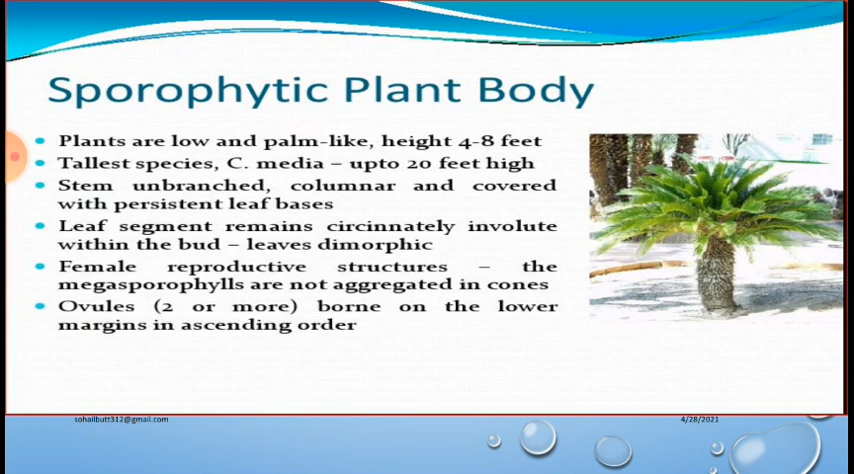 Sporophytic Plant Body
Plants are low and palm-like, height 4-8 feet
Tallest species, C. media – upto 20 feet high
Stem unbranched, columnar and covered
with persistent leaf bases
Leaf segment remains circinnately involute
within the bud – leaves dimorphic
Female reproductive structures – the
megasporophylls are not aggregated in cones
Ovules (2 or more) borne on the lower
margins in ascending order
sohailbutt312@gmail.com
4/28/2021